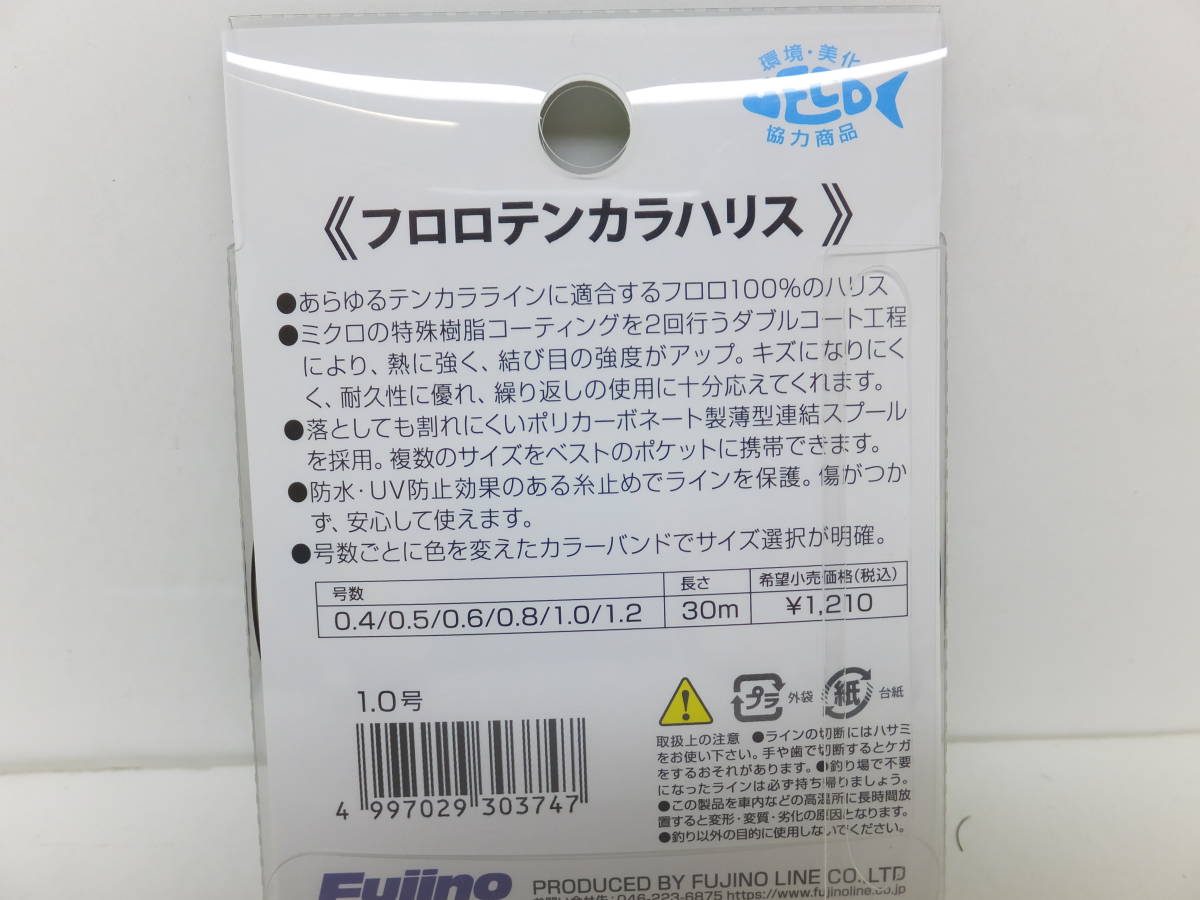 環境・美化
協力商品
《フロロテンカラハリス》
●あらゆるテンカララインに適合するフロロ100%のハリス
●ミクロの特殊樹脂コーティングを2回行うダブルコート工程
により、熱に強く、結び目の強度がアップ。キズになりにく
く、耐久性に優れ、繰り返しの使用に十分応えてくれます。
●落としても割れにくいポリカーボネート製薄型連結スプール
を採用。複数のサイズをベストのポケットに携帯できます。
●防水・UV防止効果のある糸止めでラインを保護。傷がつか
ず、安心して使えます。
●号数ごとに色を変えたカラーバンドでサイズ選択が明確。
号数 長さ 希望小売価格(税込)
0.4/0.5/0.6/0.8/1.0/1.2 30m ¥1,210
1.0号
4 997029 303747
プラ 外袋 紙 台紙
取扱上の注意 ●ラインの切断にはハサミ
をお使い下さい。手や歯で切断するとケガ
をするおそれがあります。●釣り場で不要
になったラインは必ず持ち帰りましょう。
●この製品を車内などの高温所に長時間放
置すると変形・変質・劣化の原因となります。
●釣り以外の目的に使用しないでください。
Fujino
PRODUCED BY FUJINO LINE CO.,LTD
お問い合わせ先:046-223-6875 https://www.fujinoline.co.jp